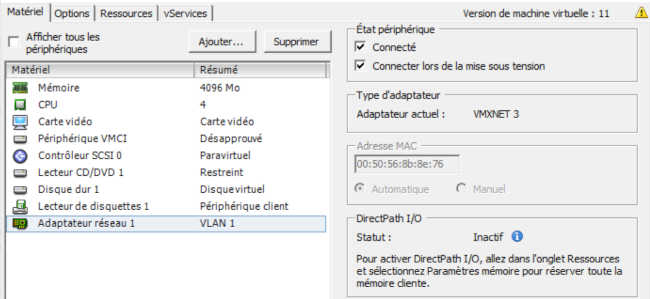 Matériel Options Ressources vServices Version de machine virtuelle : 11
Afficher tous les périphériques
Ajouter... Supprimer
Matériel Résumé
Mémoire 4096 Mo
CPU 4
Carte vidéo Carte vidéo
Périphérique VMCI Désapprouvé
Contrôleur SCSI 0 Paravirtuel
Lecteur CD/DVD 1 Restreint
Disque dur 1 Disque virtuel
Lecteur de disquettes 1 Périphérique client
Adaptateur réseau 1 VLAN 1
État périphérique
Connecté
Connecter lors de la mise sous tension
Type d'adaptateur
Adaptateur actuel : VMXNET 3
Adresse MAC
00:50:56:8b:8e:76
Automatique Manuel
DirectPath I/O
Statut : Inactif
Pour activer DirectPath I/O, allez dans l'onglet Ressources
et sélectionnez Paramètres mémoire pour réserver toute la
mémoire cliente.